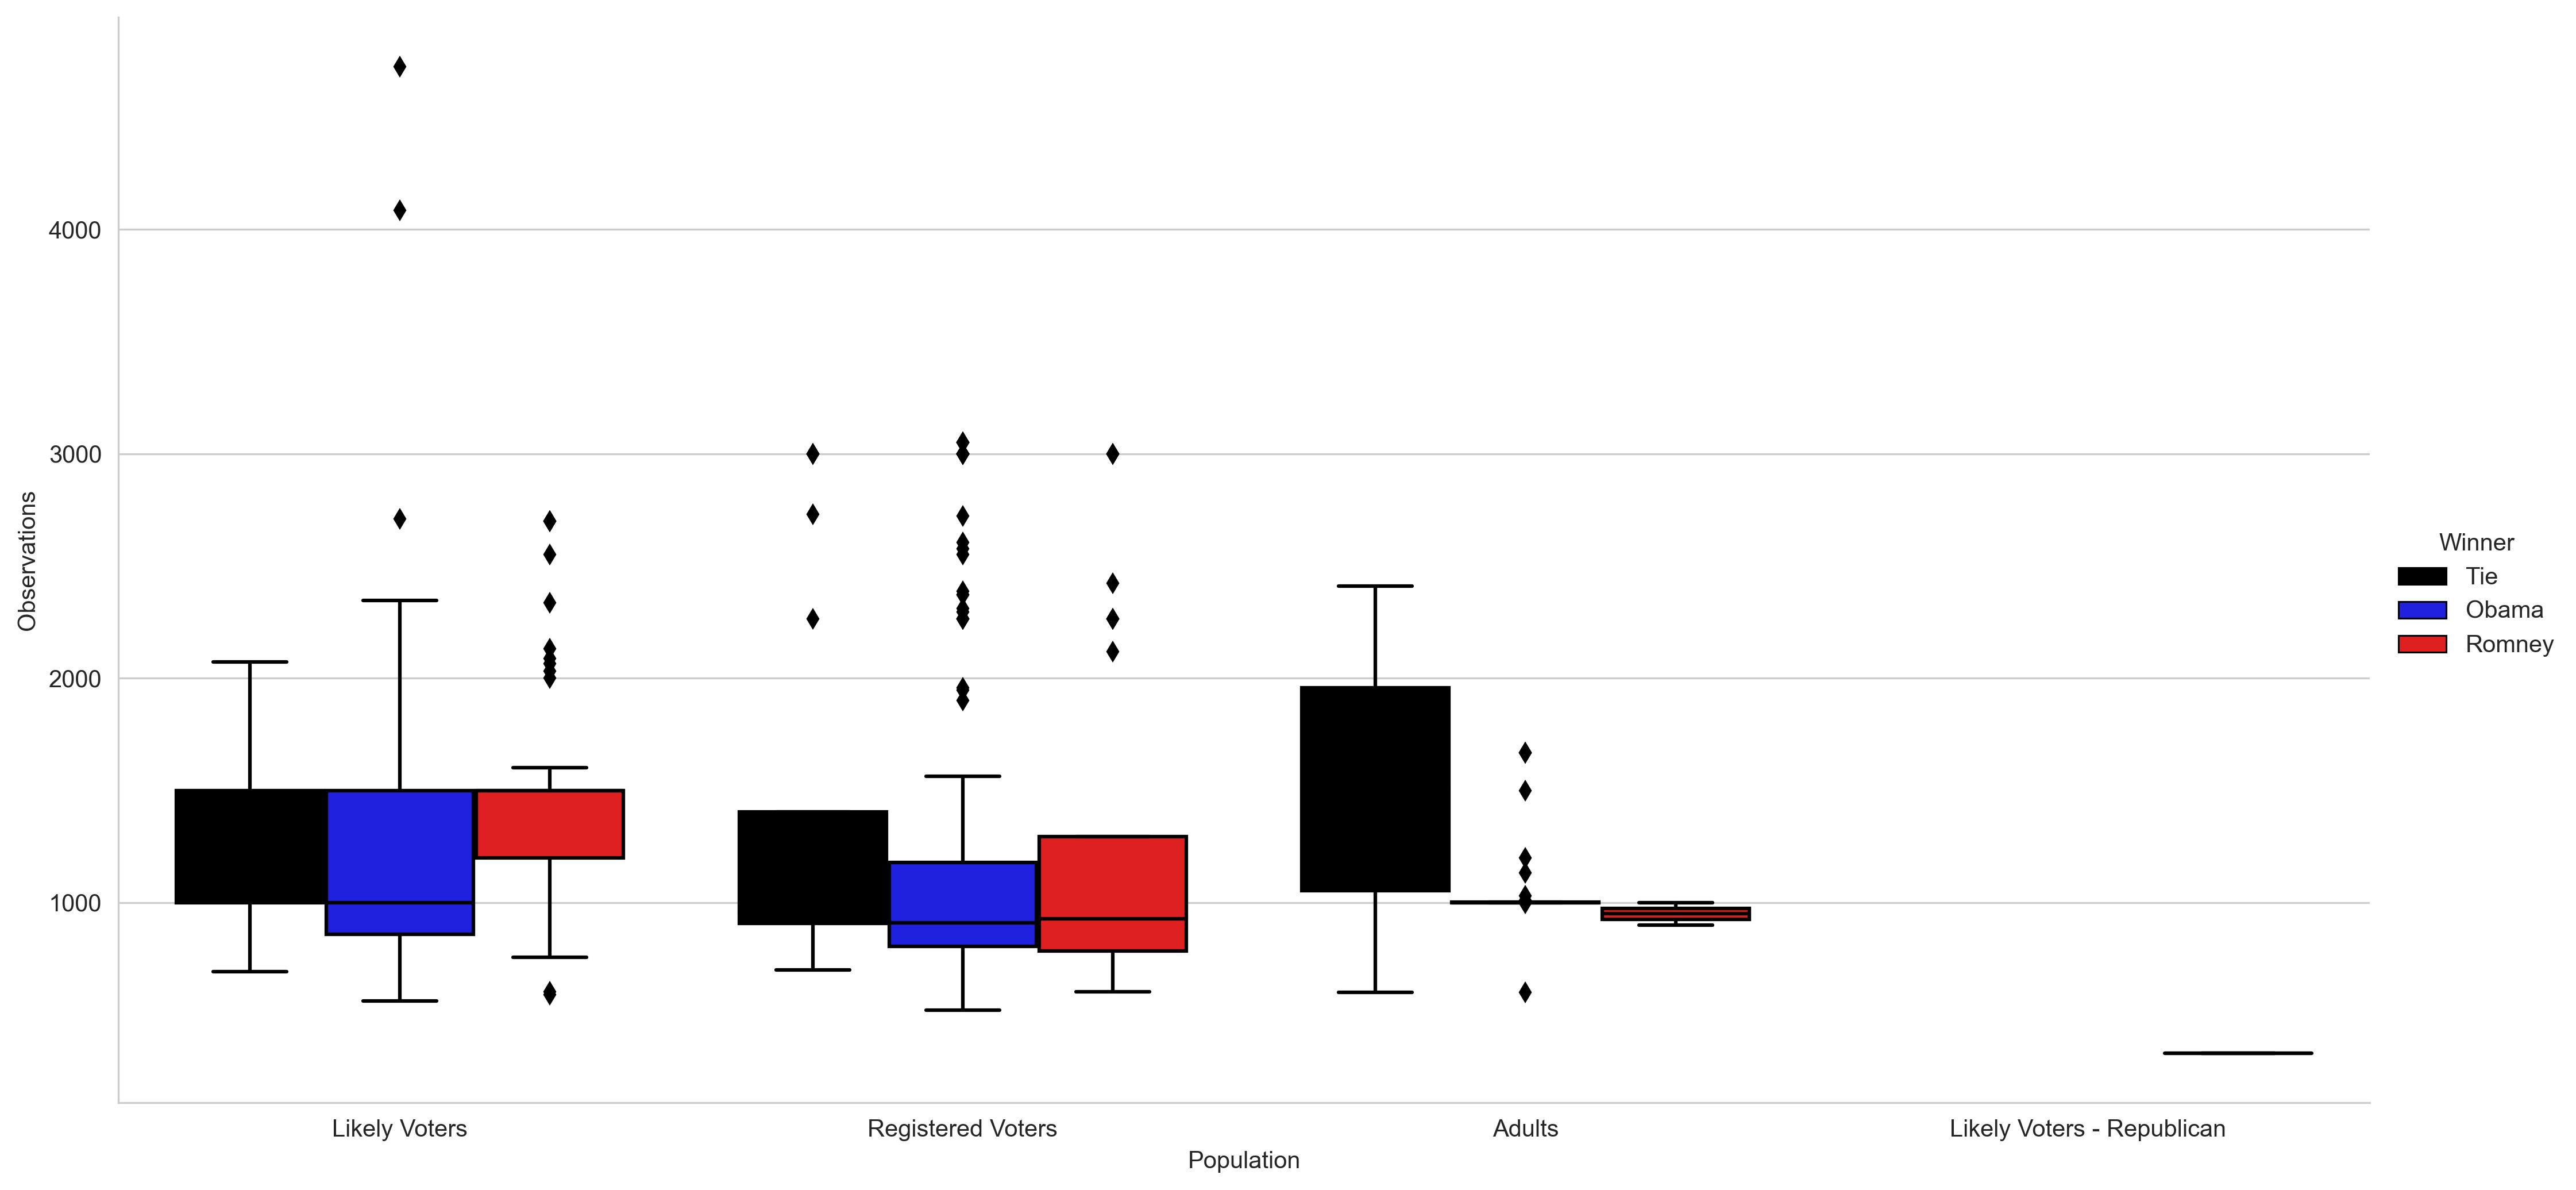 4000
3000
2000
1000
Observations
Likely Voters
Registered Voters
Adults
Likely Voters - Republican
Population
Winner
Tie
Obama
Romney